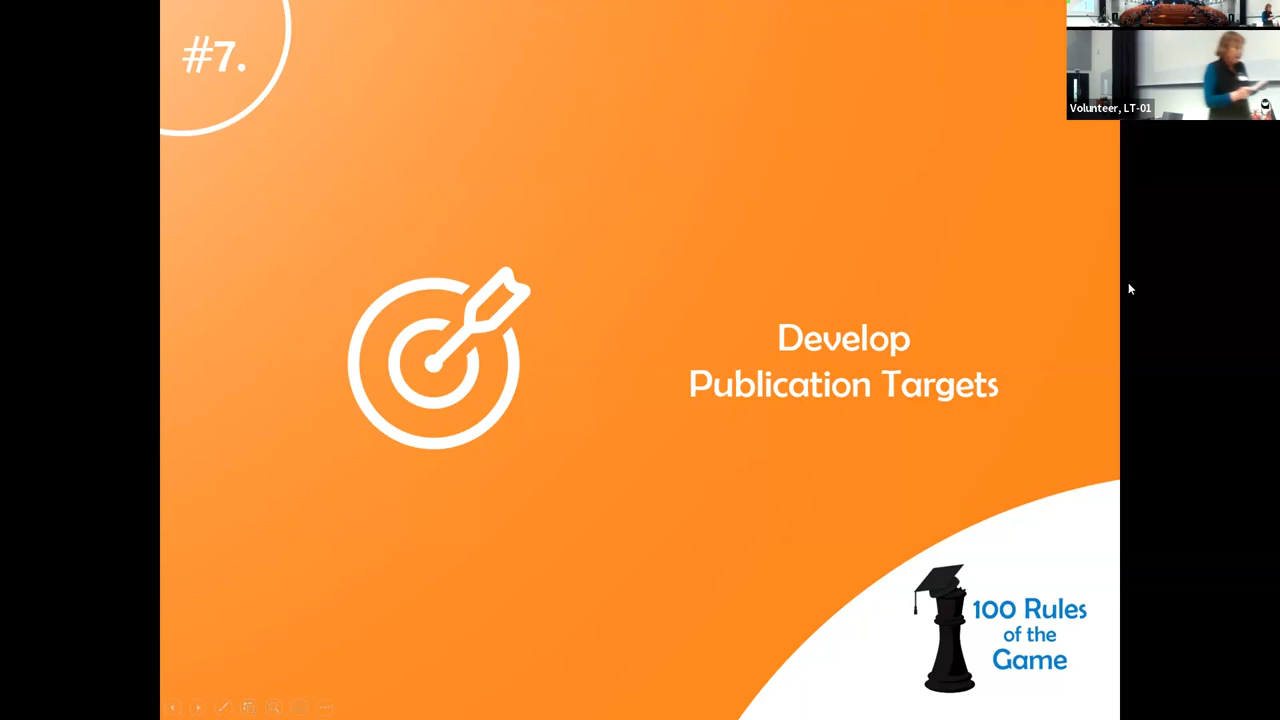 #7.
Volunteer, LT-01
Develop
Publication Targets
100 Rules
of the
Game